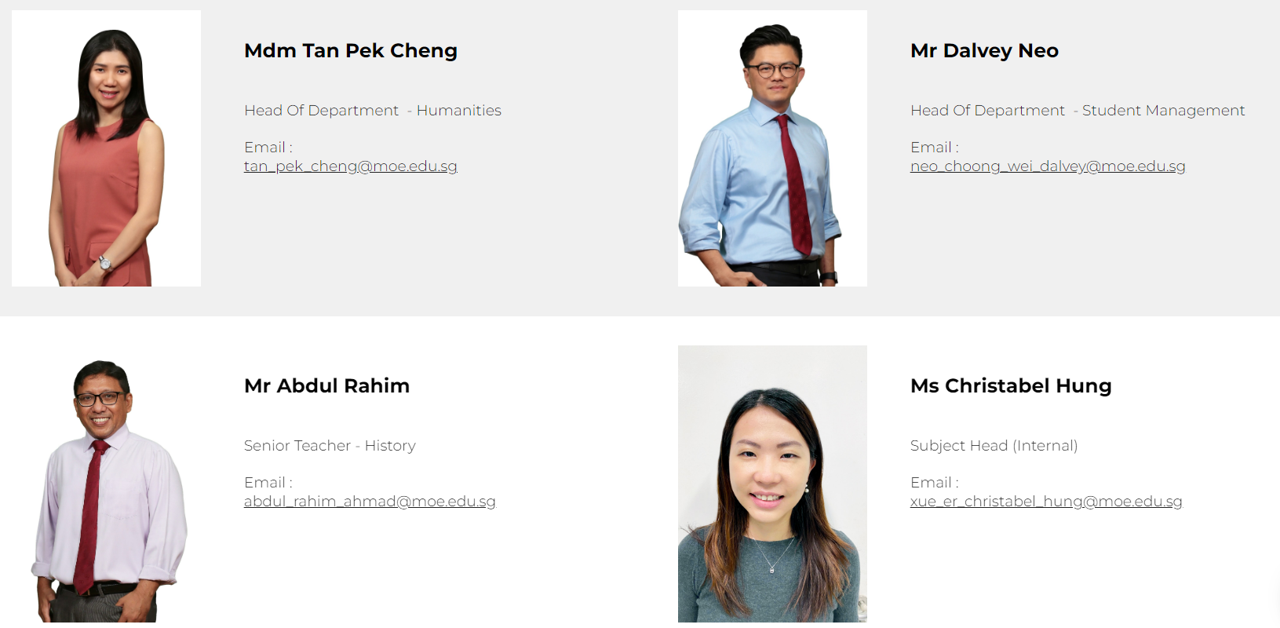 Mdm Tan Pek Cheng
Head Of Department - Humanities
Email :
tan_pek_cheng@moe.edu.sg
Mr Dalvey Neo
Head Of Department - Student Management
Email :
neo_choong_wei_dalvey@moe.edu.sg
Mr Abdul Rahim
Senior Teacher - History
Email :
abdul_rahim_ahmad@moe.edu.sg
Ms Christabel Hung
Subject Head (Internal)
Email :
xue_er_christabel_hung@moe.edu.sg